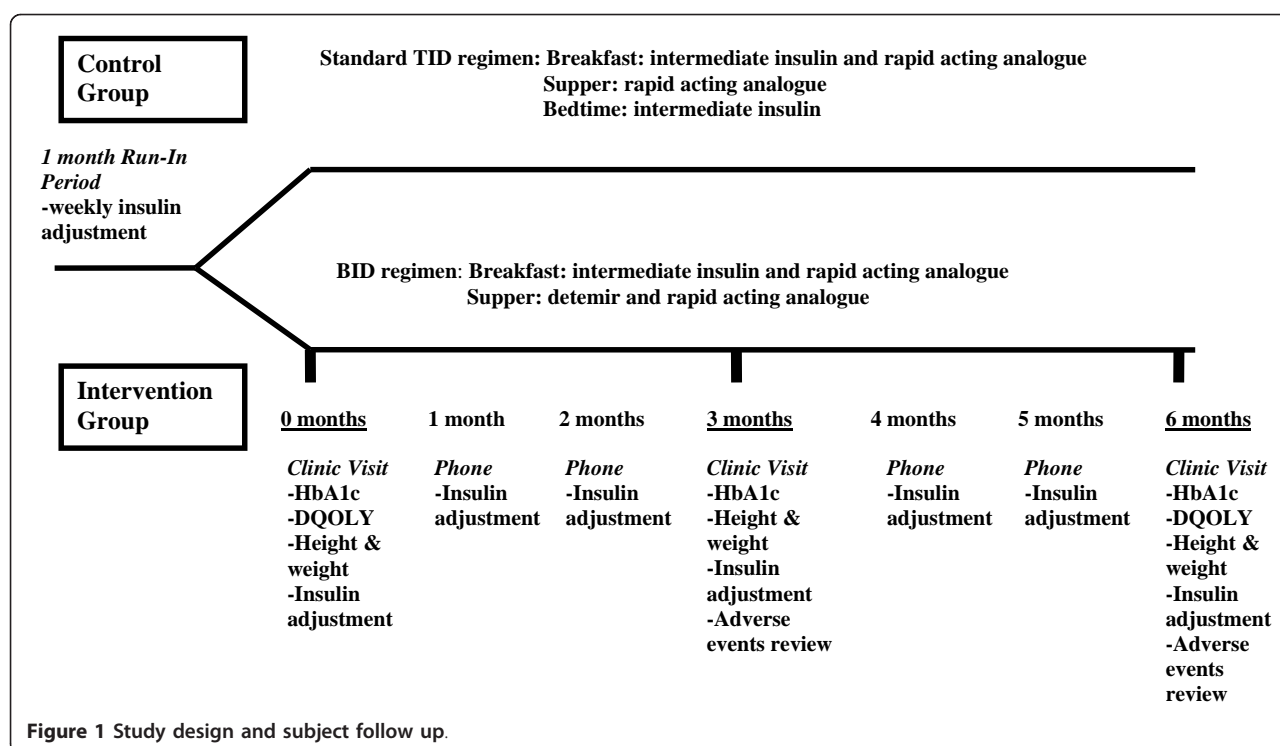 Control
Group
Standard TID regimen: Breakfast: intermediate insulin and rapid acting analogue
Supper: rapid acting analogue
Bedtime: intermediate insulin
1 month Run-In
Period
-weekly insulin
adjustment
BID regimen: Breakfast: intermediate insulin and rapid acting analogue
Supper: detemir and rapid acting analogue
Intervention
Group
0 months
Clinic Visit
-HbA1c
-DQOLY
-Height &
weight
-Insulin
adjustment
1 month
Phone
-Insulin
adjustment
2 months
Phone
-Insulin
adjustment
3 months
Clinic Visit
-HbA1c
-Height &
weight
-Insulin
adjustment
-Adverse
events review
4 months
Phone
-Insulin
adjustment
5 months
Phone
-Insulin
adjustment
6 months
Clinic Visit
-HbA1c
-DQOLY
-Height &
weight
-Insulin
adjustment
-Adverse
events
review
Figure 1 Study design and subject follow up.